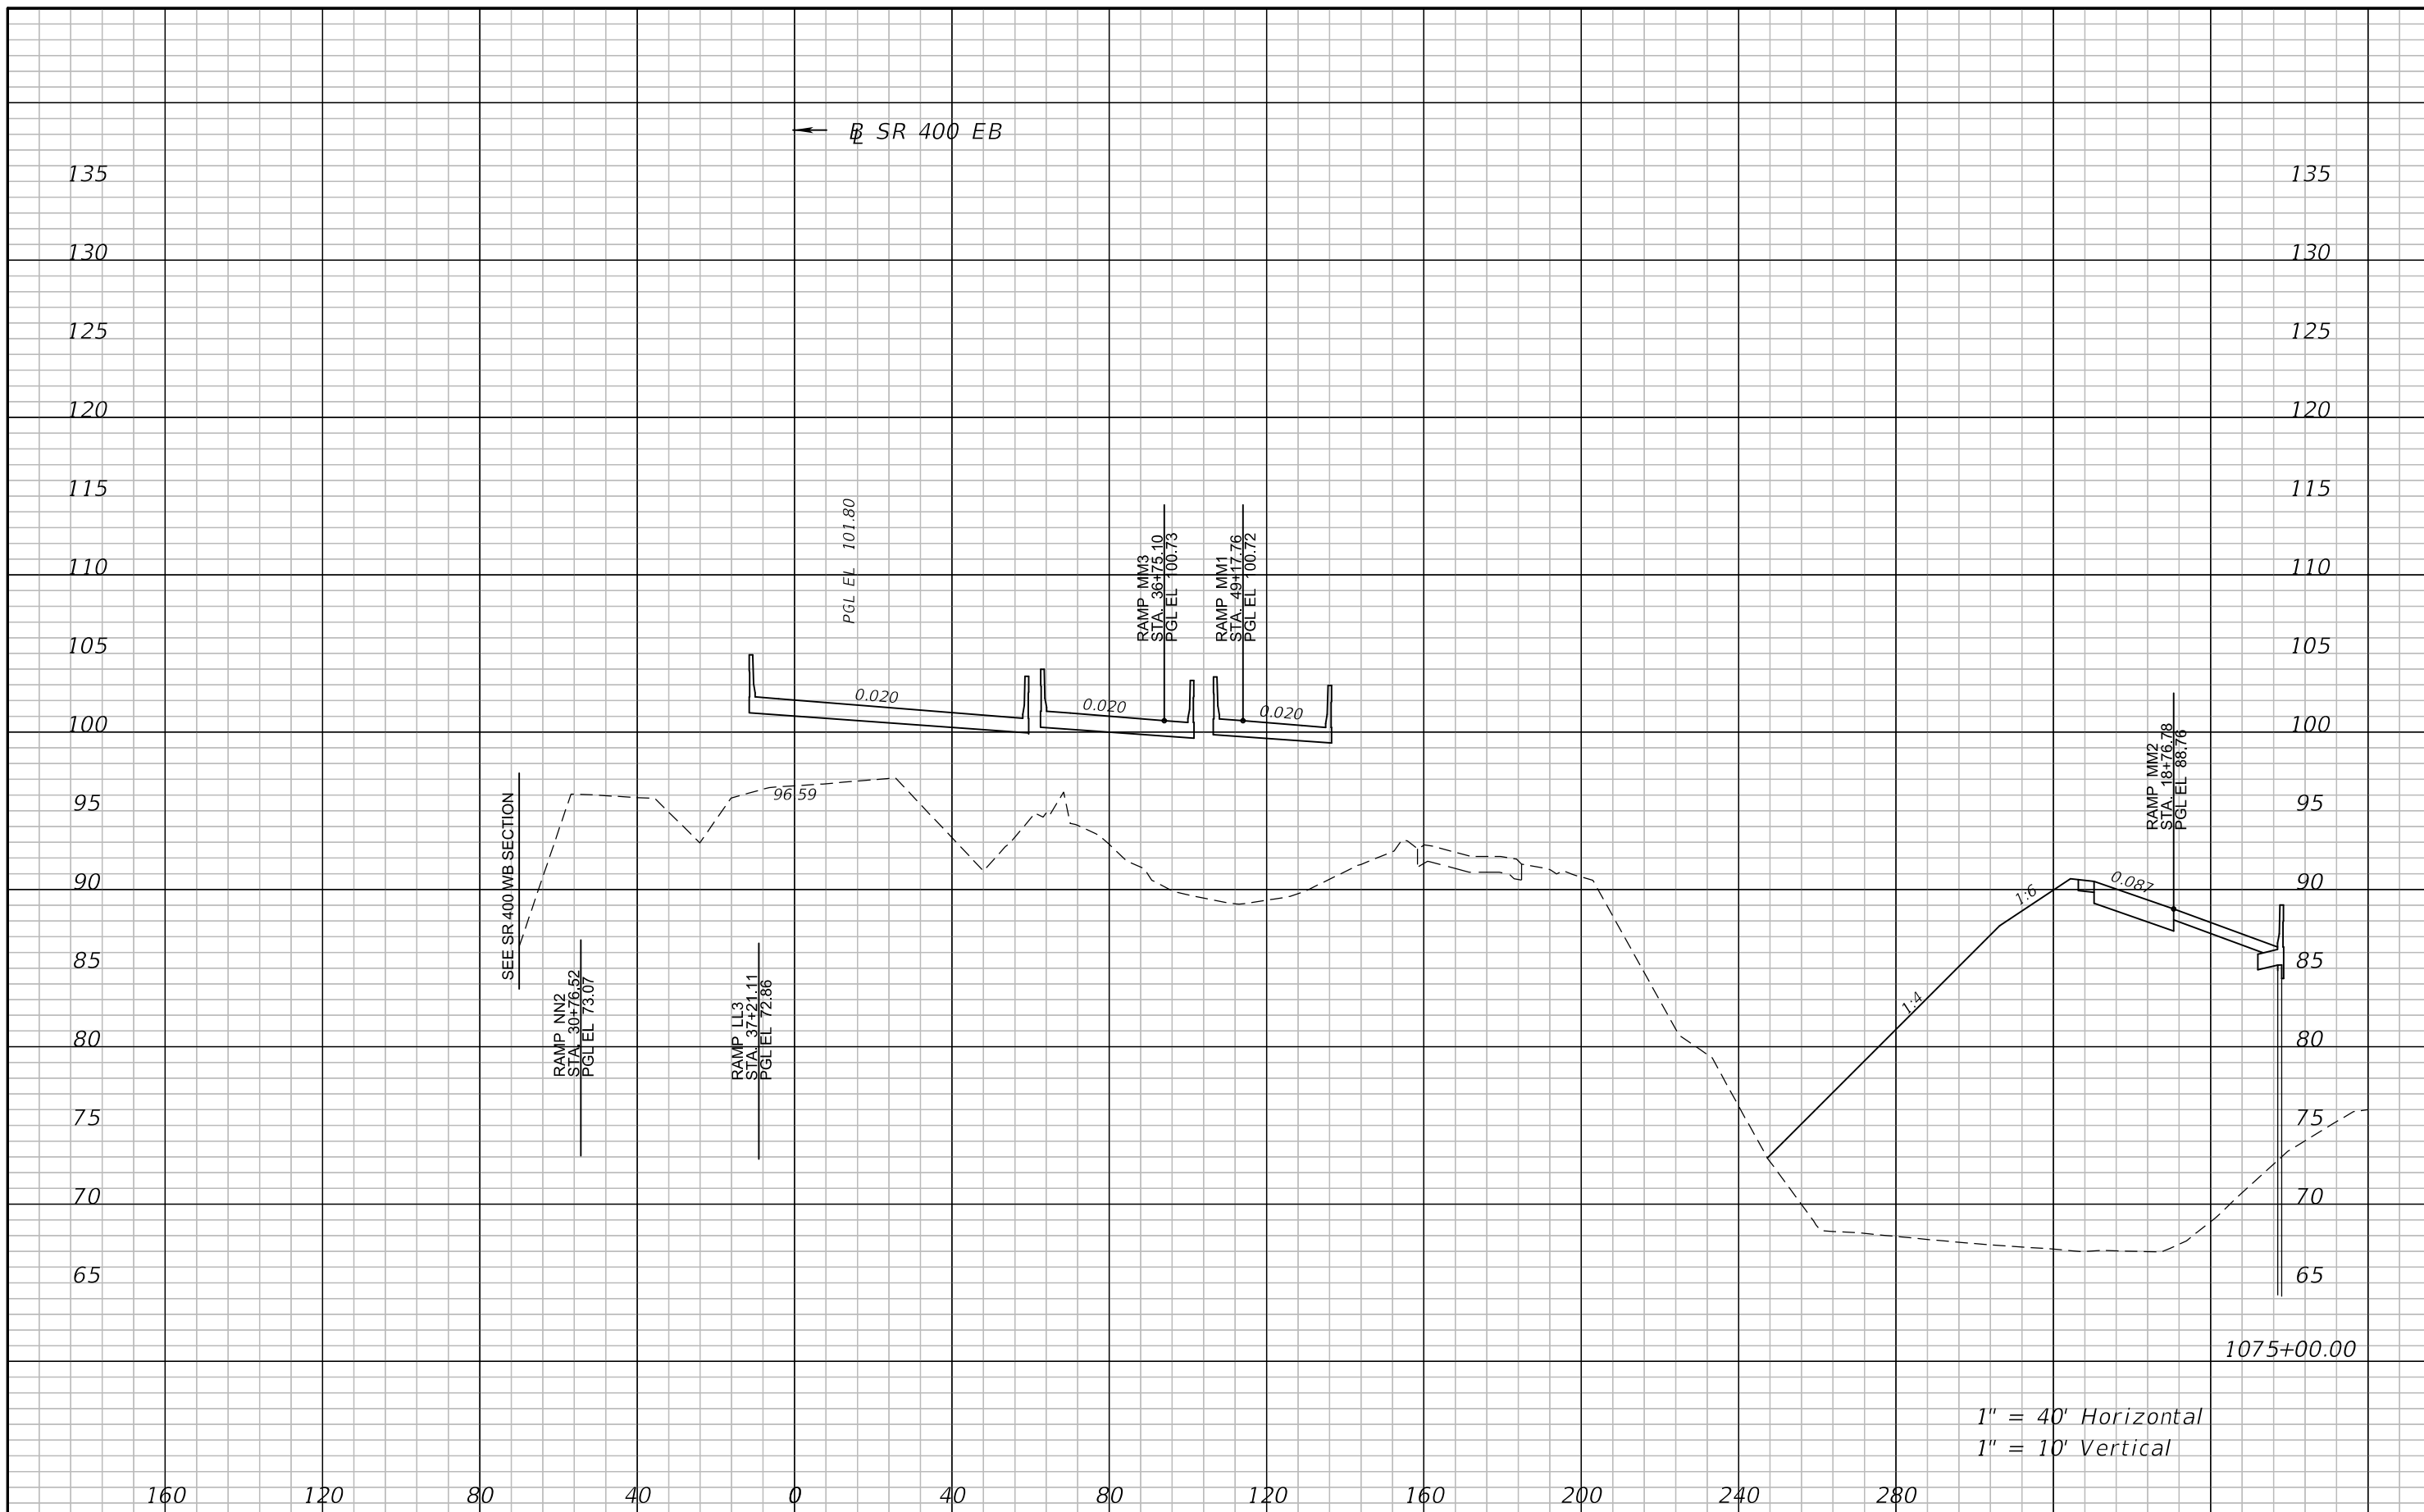 BL SR 400 EB
135 135
130 130
125 125
120 120
115 115
110 110
105 105
100 100
95 95
90 90
85 85
80 80
75 75
70 70
65 65
PGL EL 101.80
RAMP MM3
STA. 36+75.10
PGL EL 100.73
RAMP MM1
STA. 49+17.76
PGL EL 100.72
0.020
0.020
0.020
RAMP MM2
STA. 18+76.78
PGL EL 88.76
96.59
SEE SR 400 WB SECTION
RAMP NN2
STA. 30+76.52
PGL EL 73.07
RAMP LL3
STA. 37+21.11
PGL EL 72.86
1:6
0.087
1:4
1075+00.00
1" = 40' Horizontal
1" = 10' Vertical
160 120 80 40 0 40 80 120 160 200 240 280